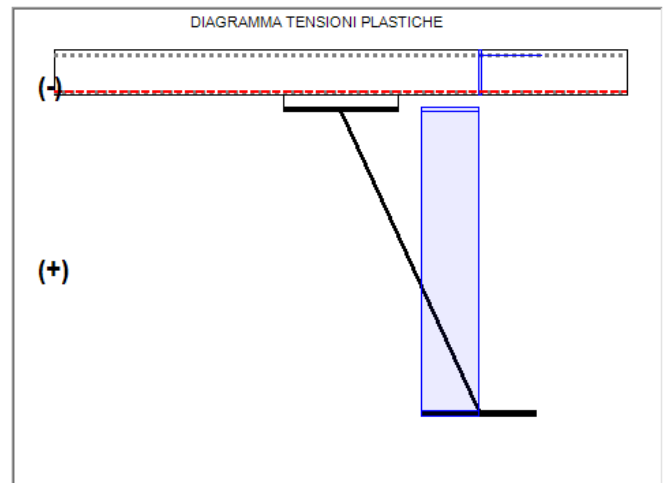 DIAGRAMMA TENSIONI PLASTICHE
(-)
(+)